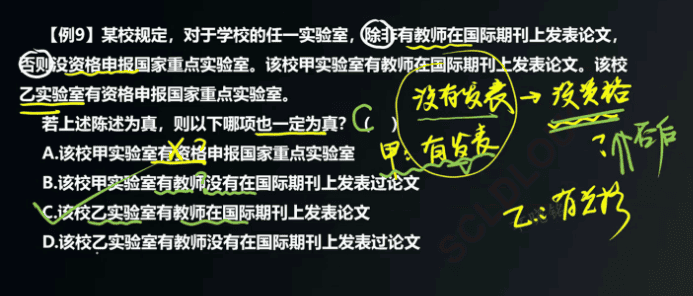 【例9】某校规定，对于学校的任一实验室，除非有教师在国际期刊上发表论文，
否则没资格申报国家重点实验室。该校甲实验室有教师在国际期刊上发表论文。该校
乙实验室有资格申报国家重点实验室。
没有发表→没资格
若上述陈述为真，则以下哪项也一定为真？（C）
甲：有发表
?
否后
A.该校甲实验室有资格申报国家重点实验室
X?
B.该校甲实验室有教师没有在国际期刊上发表过论文
?
C.该校乙实验室有教师在国际期刊上发表论文
乙：有资格
D.该校乙实验室有教师没有在国际期刊上发表过论文